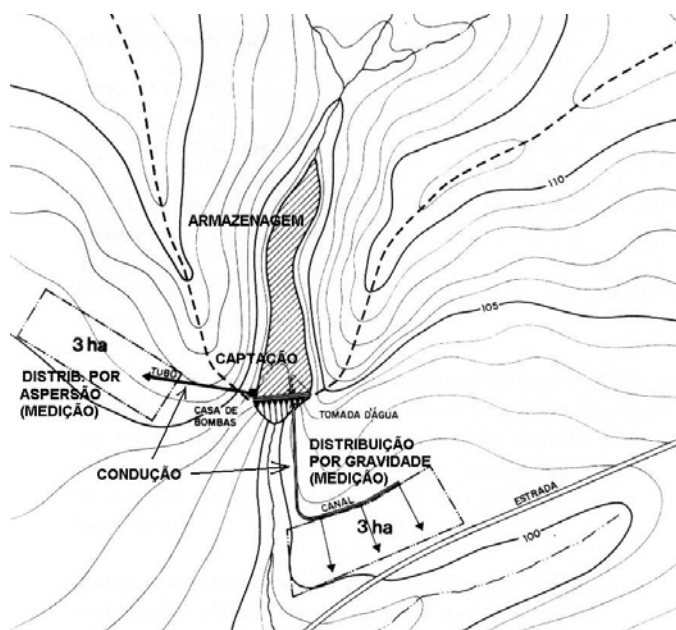 ARMAZENAGEM
110
105
3 ha
CAPTAÇÃO
TUBO
DISTRIB. POR
ASPERSÃO
(MEDIÇÃO)
CASA DE
BOMBAS
TOMADA D'ÁGUA
DISTRIBUIÇÃO
POR GRAVIDADE
(MEDIÇÃO)
CONDUÇÃO
ESTRADA
CANAL
3 ha
100